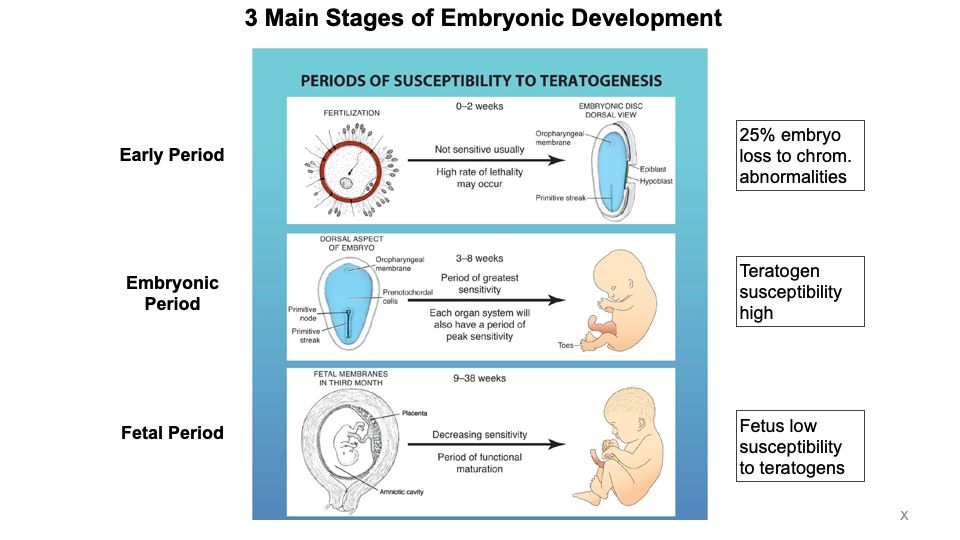 3 Main Stages of Embryonic Development
PERIODS OF SUSCEPTIBILITY TO TERATOGENESIS
Early Period
FERTILIZATION
0–2 weeks
Not sensitive usually
High rate of lethality
may occur
EMBRYONIC DISC
DORSAL VIEW
Oropharyngeal
membrane
Epiblast
Hypoblast
Primitive streak
25% embryo
loss to chrom.
abnormalities
Embryonic
Period
DORSAL ASPECT
OF EMBRYO
Oropharyngeal
membrane
Prenotochordal
cells
Primitive
node
Primitive
streak
3–8 weeks
Period of greatest
sensitivity
Each organ system will
also have a period of
peak sensitivity
Toes
Teratogen
susceptibility
high
Fetal Period
FETAL MEMBRANES
IN THIRD MONTH
Placenta
Amniotic cavity
9–38 weeks
Decreasing sensitivity
Period of functional
maturation
Fetus low
susceptibility
to teratogens
x